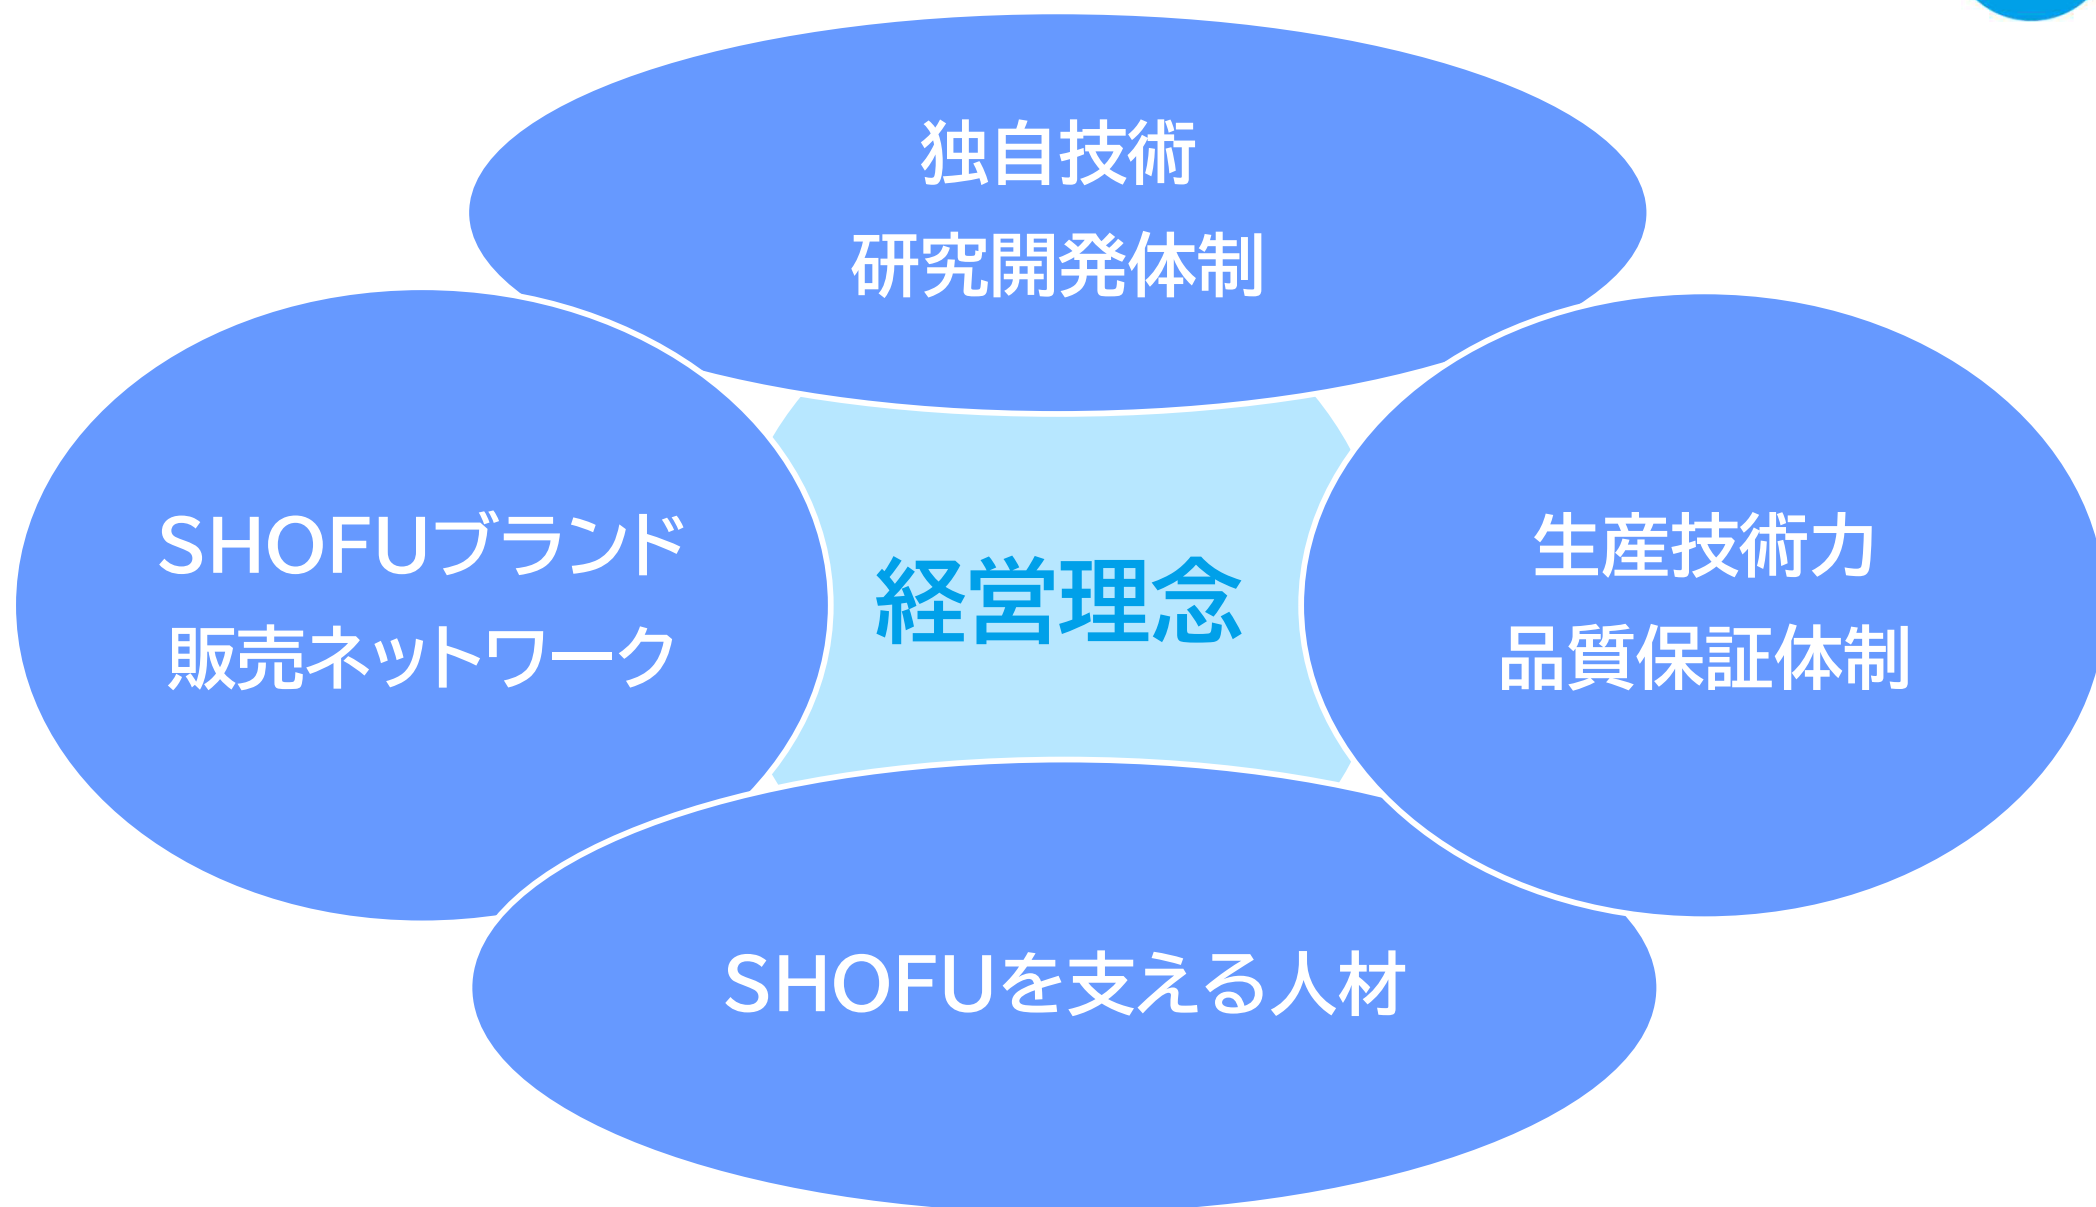 独自技術
研究開発体制
SHOFUブランド
販売ネットワーク
経営理念
生産技術力
品質保証体制
SHOFUを支える人材